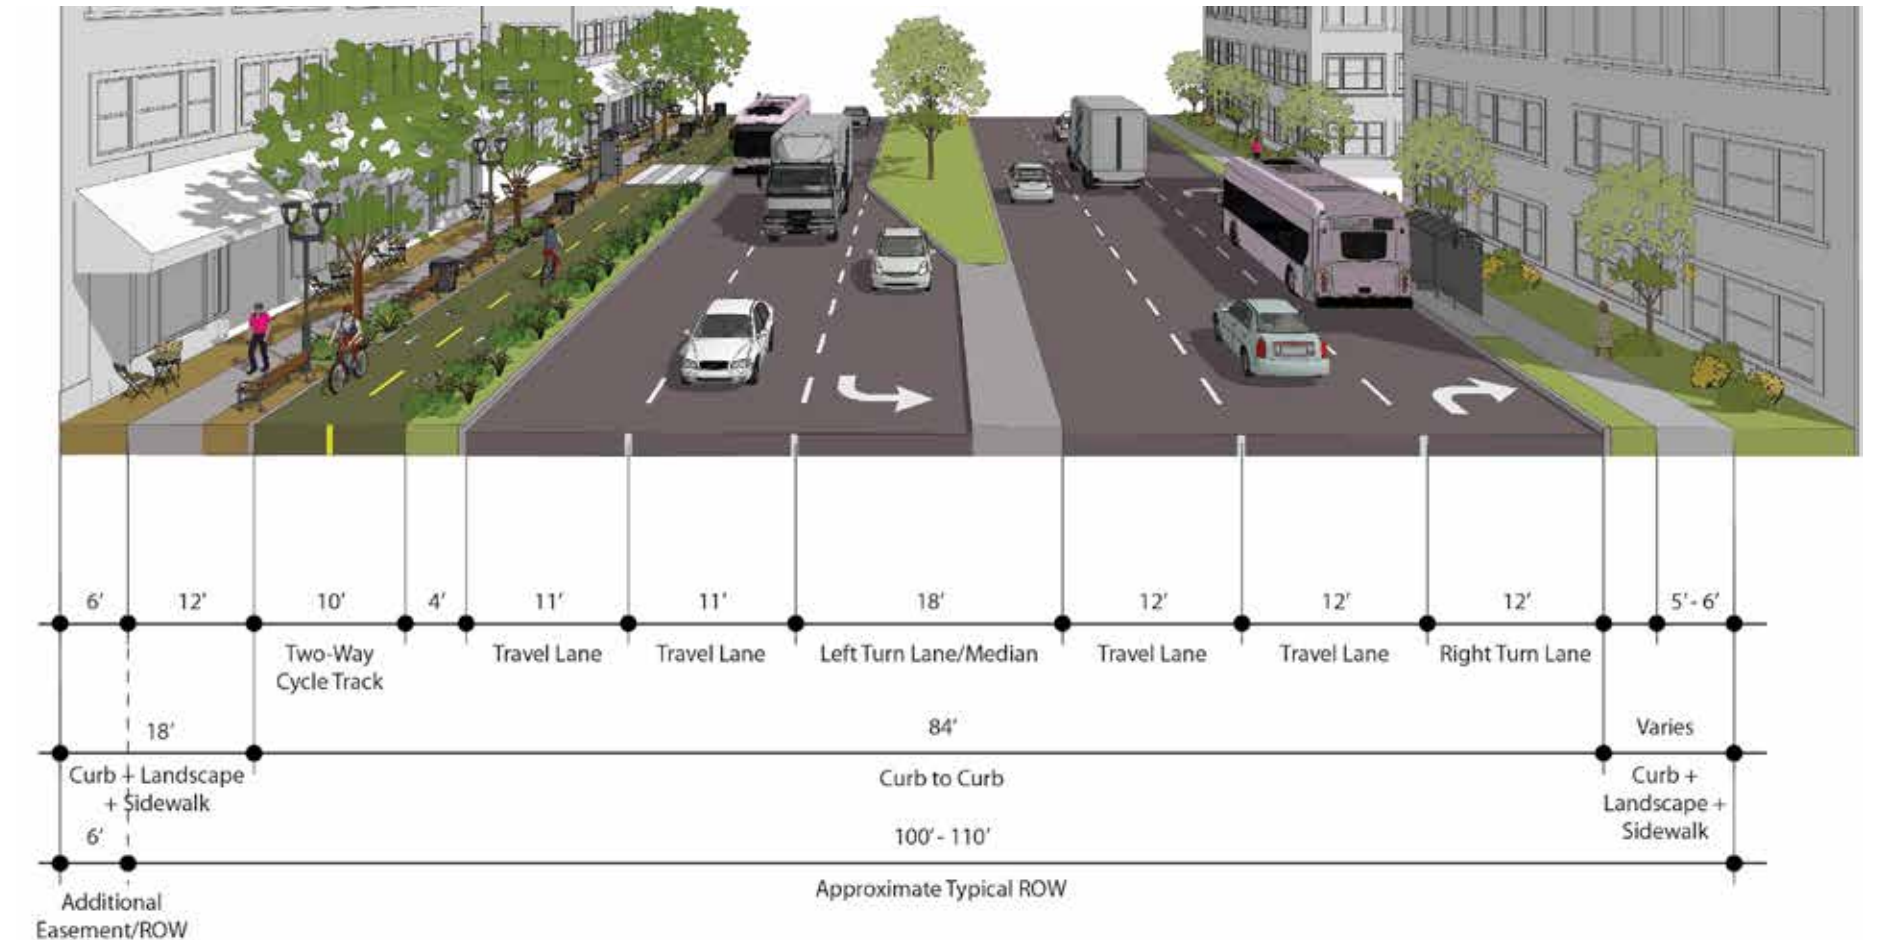 6′ 12′ 10′ 4′ 11′ 11′ 18′ 12′ 12′ 12′ 5′- 6′
Two-Way
Cycle Track
Travel Lane
Travel Lane
Left Turn Lane/Median
Travel Lane
Travel Lane
Right Turn Lane
18′ 84′ Varies
Curb + Landscape
+ Sidewalk
Curb to Curb
Curb +
Landscape +
Sidewalk
6′ 100′- 110′
Additional
Easement/ROW
Approximate Typical ROW